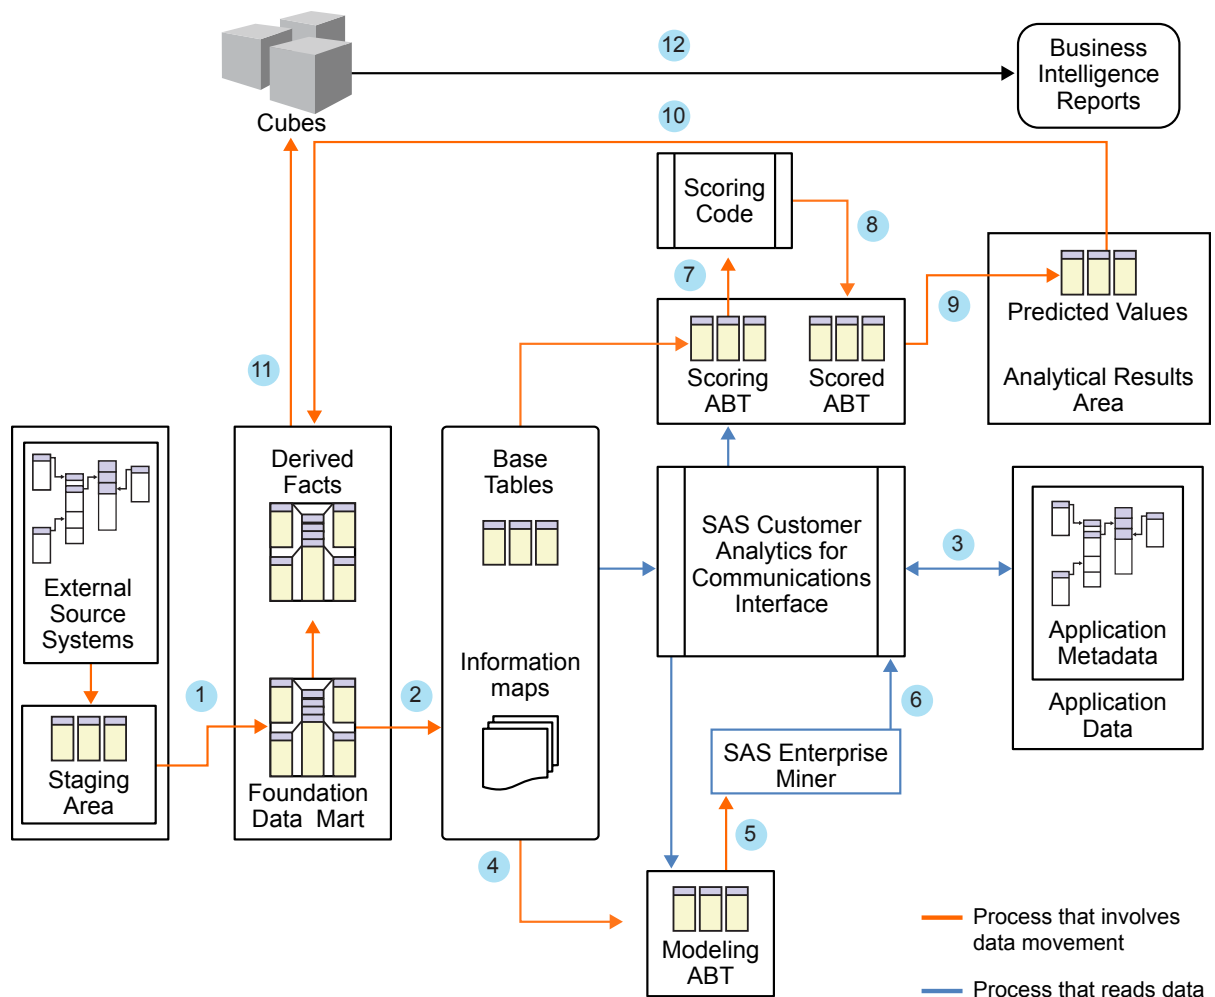 12
Business
Intelligence
Reports
Cubes
10
Scoring
Code
8
7
9
Predicted Values
11
Scoring
ABT
Scored
ABT
Analytical Results
Area
Derived
Facts
Base
Tables
SAS Customer
Analytics for
Communications
Interface
3
External
Source
Systems
Application
Metadata
Information
maps
1
2
6
Application
Data
SAS Enterprise
Miner
Staging
Area
Foundation
Data Mart
5
4
Modeling
ABT
Process that involves
data movement
Process that reads data